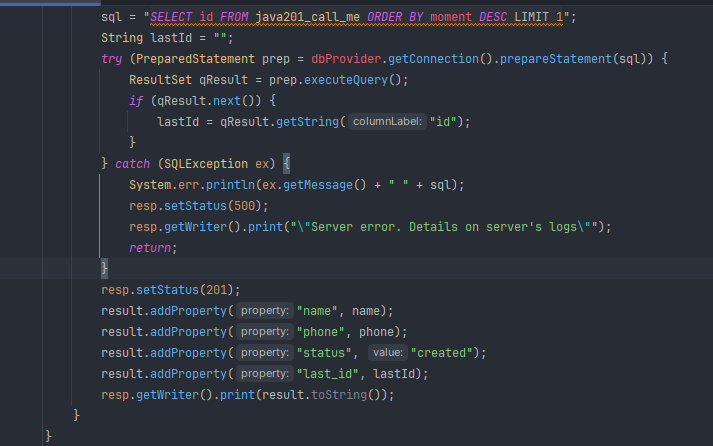 sql = "SELECT id FROM java201_call_me ORDER BY moment DESC LIMIT 1";
String lastId = "";
try (PreparedStatement prep = dbProvider.getConnection().prepareStatement(sql)) {
ResultSet qResult = prep.executeQuery();
if (qResult.next()) {
lastId = qResult.getString( columnLabel: "id");
}
} catch (SQLException ex) {
System.err.println(ex.getMessage() + " " + sql);
resp.setStatus(500);
resp.getWriter().print("\"Server error. Details on server's logs\"");
return;
}
resp.setStatus(201);
result.addProperty( property: "name", name);
result.addProperty( property: "phone", phone);
result.addProperty( property: "status", value: "created");
result.addProperty( property: "last_id", lastId);
resp.getWriter().print(result.toString());
}
}